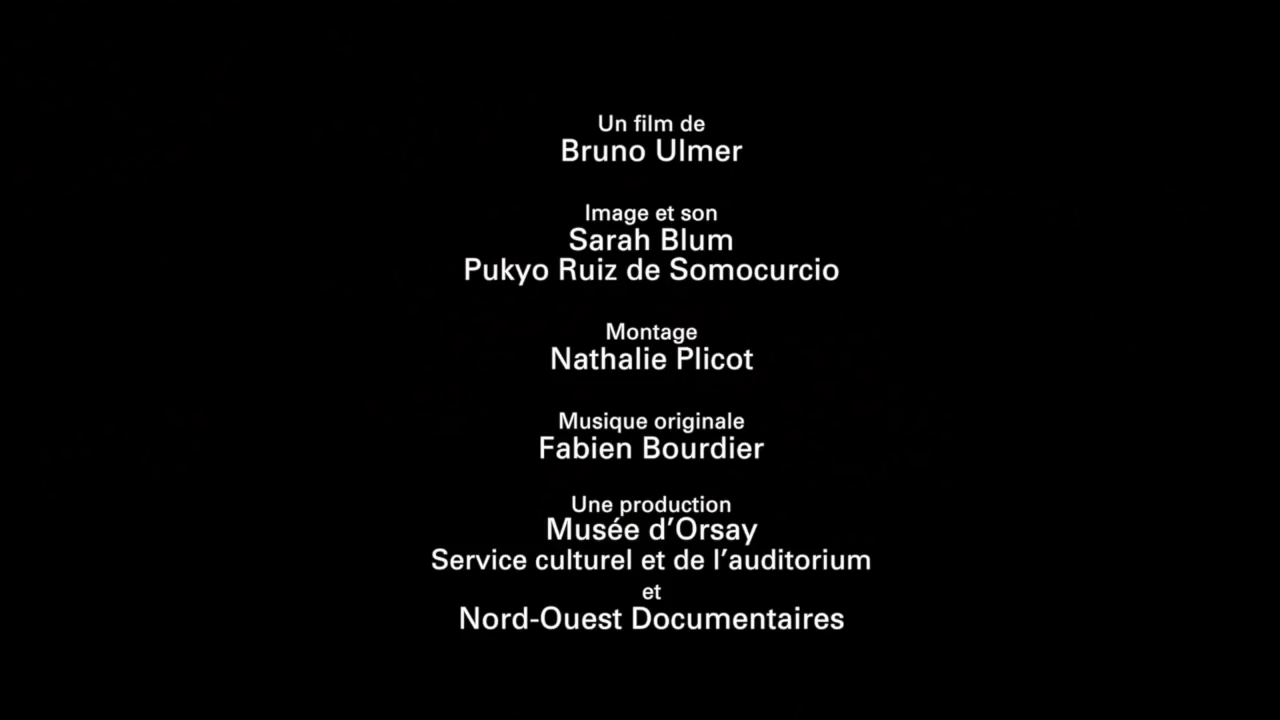 Un film de
Bruno Ulmer
Image et son
Sarah Blum
Pukyo Ruiz de Somocurcio
Montage
Nathalie Plicot
Musique originale
Fabien Bourdier
Une production
Musée d’Orsay
Service culturel et de l’auditorium
et
Nord-Ouest Documentaires